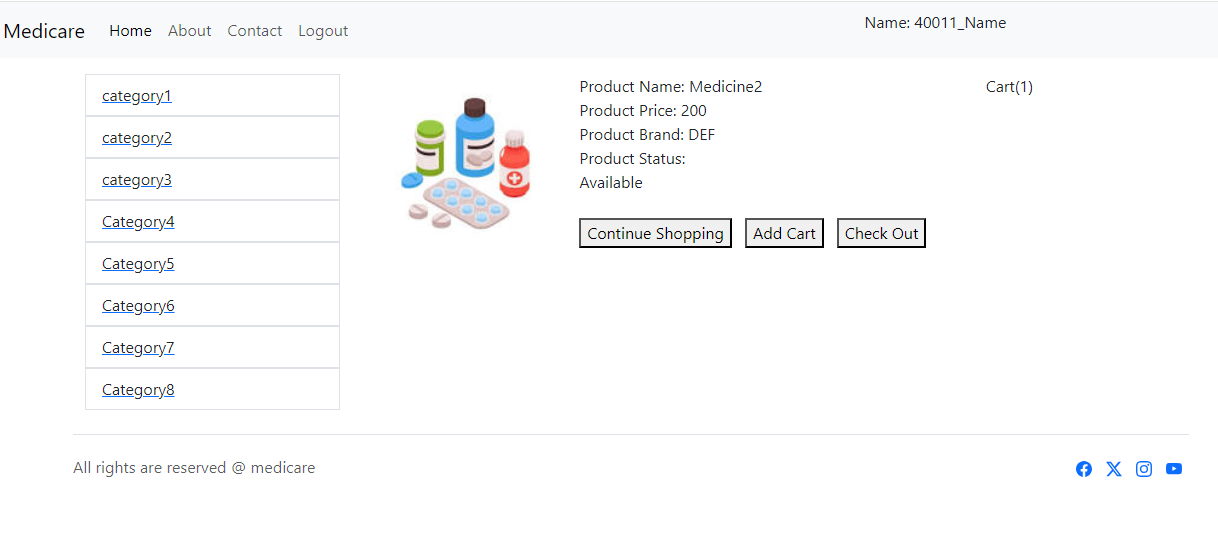 Medicare Home About Contact Logout Name: 40011_Name
category1
category2
category3
Category4
Category5
Category6
Category7
Category8
Product Name: Medicine2
Product Price: 200
Product Brand: DEF
Product Status:
Available
Continue Shopping Add Cart Check Out
Cart(1)
All rights are reserved @ medicare